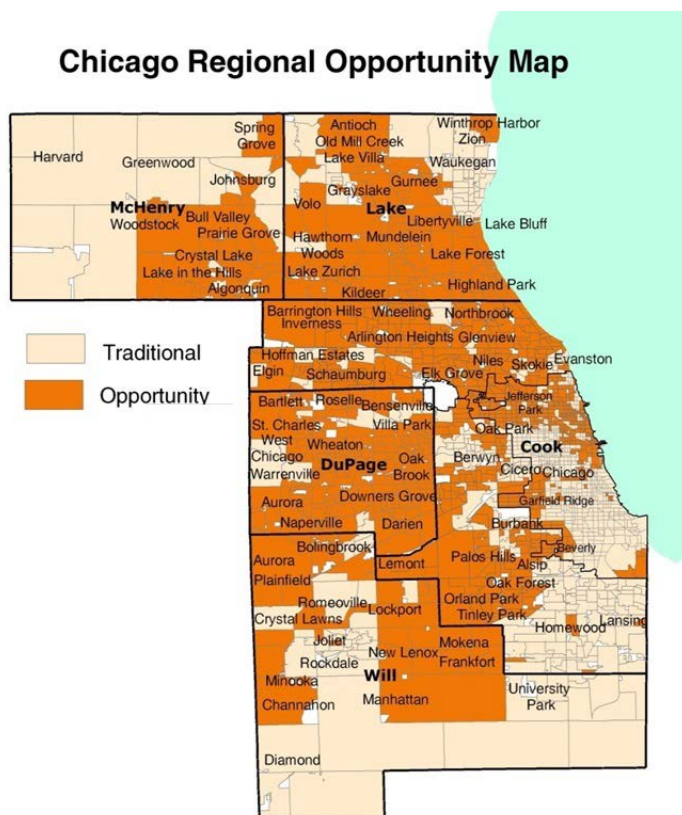 Chicago Regional Opportunity Map
Spring
Grove
Antioch
Old Mill Creek
Lake Villa
Winthrop Harbor
Zion
Harvard
Greenwood
Waukegan
Johnsburg
Grayslake
Gurnee
McHenry
Woodstock
Bull Valley
Prairie Grove
Volo
Lake
Libertyville
Lake Bluff
Hawthorn
Woods
Mundelein
Crystal Lake
Lake in the Hills
Algonquin
Lake Zurich
Lake Forest
Kildeer
Highland Park
Barrington Hills
Inverness
Wheeling
Northbrook
Arlington Heights
Glenview
Traditional
Hoffman Estates
Niles
Skokie
Evanston
Elgin
Schaumburg
Elk Grove
Opportunity
Bartlett
Roselle
Bensenville
Jefferson
Park
St. Charles
Villa Park
Oak Park
West
Chicago
Wheaton
Cook
DuPage
Oak
Brook
Berwyn
Cicero
Chicago
Warrenville
Aurora
Downers Grove
Garfield Ridge
Naperville
Darien
Burbank
Bolingbrook
Beverly
Aurora
Lemont
Palos Hills
Alsip
Plainfield
Oak Forest
Romeoville
Lockport
Orland Park
Crystal Lawns
Tinley Park
Lansing
Homewood
Joliet
Mokena
Rockdale
New Lenox
Frankfort
Will
Minooka
Channahon
Manhattan
University
Park
Diamond